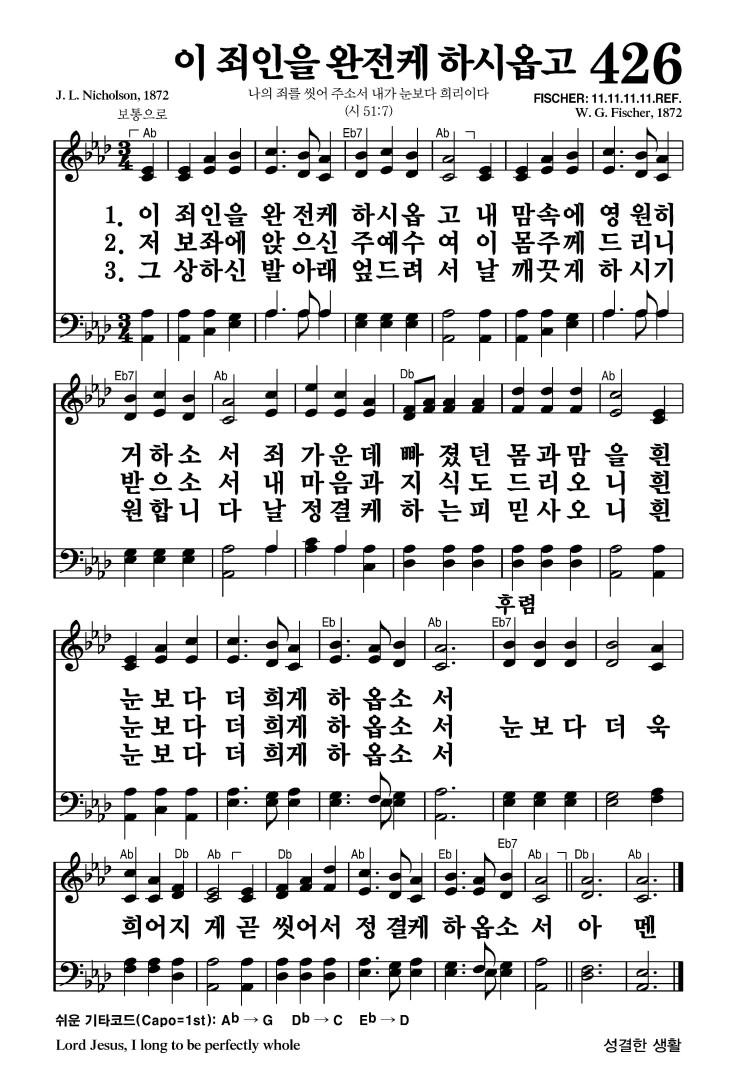 이 죄인을 완전케 하시옵고 426
J. L. Nicholson, 1872 나의 죄를 씻어 주소서 내가 눈보다 희리이다 FISCHER: 11.11.11.11.REF.
보통으로 (시 51:7) W. G. Fischer, 1872
Ab Eb7 Ab
3/4
1. 이 죄인을 완 전케 하시옵 고 내 맘속에 영 원히
2. 저 보좌에 앉 으신 주예수 여 이 몸주께 드 리니
3. 그 상하신 발 아래 엎드려 서 날 깨끗게 하 시기
3/4
Eb7 Ab Db Ab
거 하 소 서 죄 가 운 데 빠 졌 던 몸 과 맘 을 흰
받 으 소 서 내 마 음 과 지 식 도 드 리 오 니 흰
원 합 니 다 날 정 결 케 하 는 피 믿 사 오 니 흰
후렴
Eb Ab Eb7
눈 보 다 더 희게 하 옵소 서
눈 보 다 더 희게 하 옵소 서 눈 보 다 더 욱
눈 보 다 더 희게 하 옵소 서
Ab Db Ab Db Ab Eb Eb7 Ab Db Ab
희어지 게 곧 씻어서 정 결케 하 옵소 서 아 멘
쉬운 기타코드(Capo=1st): Ab → G Db → C Eb → D
Lord Jesus, I long to be perfectly whole 성결한 생활